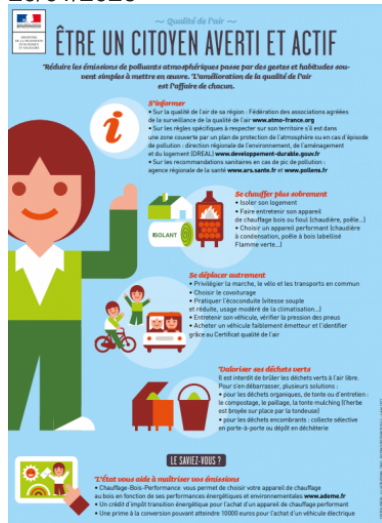 ~ Qualité de l'air ~
ÊTRE UN CITOYEN AVERTI ET ACTIF
"Réduire les émissions de polluants atmosphériques passe par des gestes et habitudes sou-
vent simples à mettre en œuvre. L'amélioration de la qualité de l'air
est l'affaire de chacun.
S'informer
• Sur la qualité de l'air de sa région : Fédération des associations agréées
de la surveillance de la qualité de l'air www.atmo-france.org
• Sur les règles spécifiques à respecter sur son territoire s'il est dans
une zone couverte par un plan de protection de l'atmosphère ou en cas d'épisode
de pollution : direction régionale de l'environnement, de l'aménagement
et du logement (DREAL) www.developpement-durable.gouv.fr
• Sur les recommandations sanitaires en cas de pic de pollution :
agence régionale de la santé www.ars.sante.fr et www.pollens.fr
Se chauffer plus sobrement
• Isoler son logement
• Faire entretenir son appareil
de chauffage bois ou fioul (chaudière, poêle...)
• Choisir un appareil performant (chaudière
à condensation, poêle à bois labellisé
Flamme verte...)
ISOLANT
Se déplacer autrement
• Privilégier la marche, le vélo et les transports en commun
• Choisir le covoiturage
• Pratiquer l'écoconduite (vitesse souple
et réduite, usage modéré de la climatisation...)
• Entretenir son véhicule, vérifier la pression des pneus
• Acheter un véhicule faiblement émetteur et l'identifier
grâce au Certificat qualité de l'air
Valoriser ses déchets verts
Il est interdit de brûler les déchets verts à l'air libre.
Pour s'en débarrasser, plusieurs solutions :
• pour les déchets organiques, de tonte ou d'entretien :
le compostage, le paillage, la tonte mulching (l'herbe
est broyée sur place par la tondeuse)
• pour les déchets encombrants : collecte sélective
en porte-à-porte ou dépôt en déchèterie
LE SAVIEZ-VOUS ?
L'État vous aide à maîtriser vos émissions
• Chauffage-Bois-Performance vous permet de choisir votre appareil de chauffage
au bois en fonction de ses performances énergétiques et environnementales www.ademe.fr
• Un crédit d'impôt transition énergétique pour l'achat d'un appareil de chauffage performant
• Une prime à la conversion pouvant atteindre 10000 euros pour l'achat d'un véhicule électrique